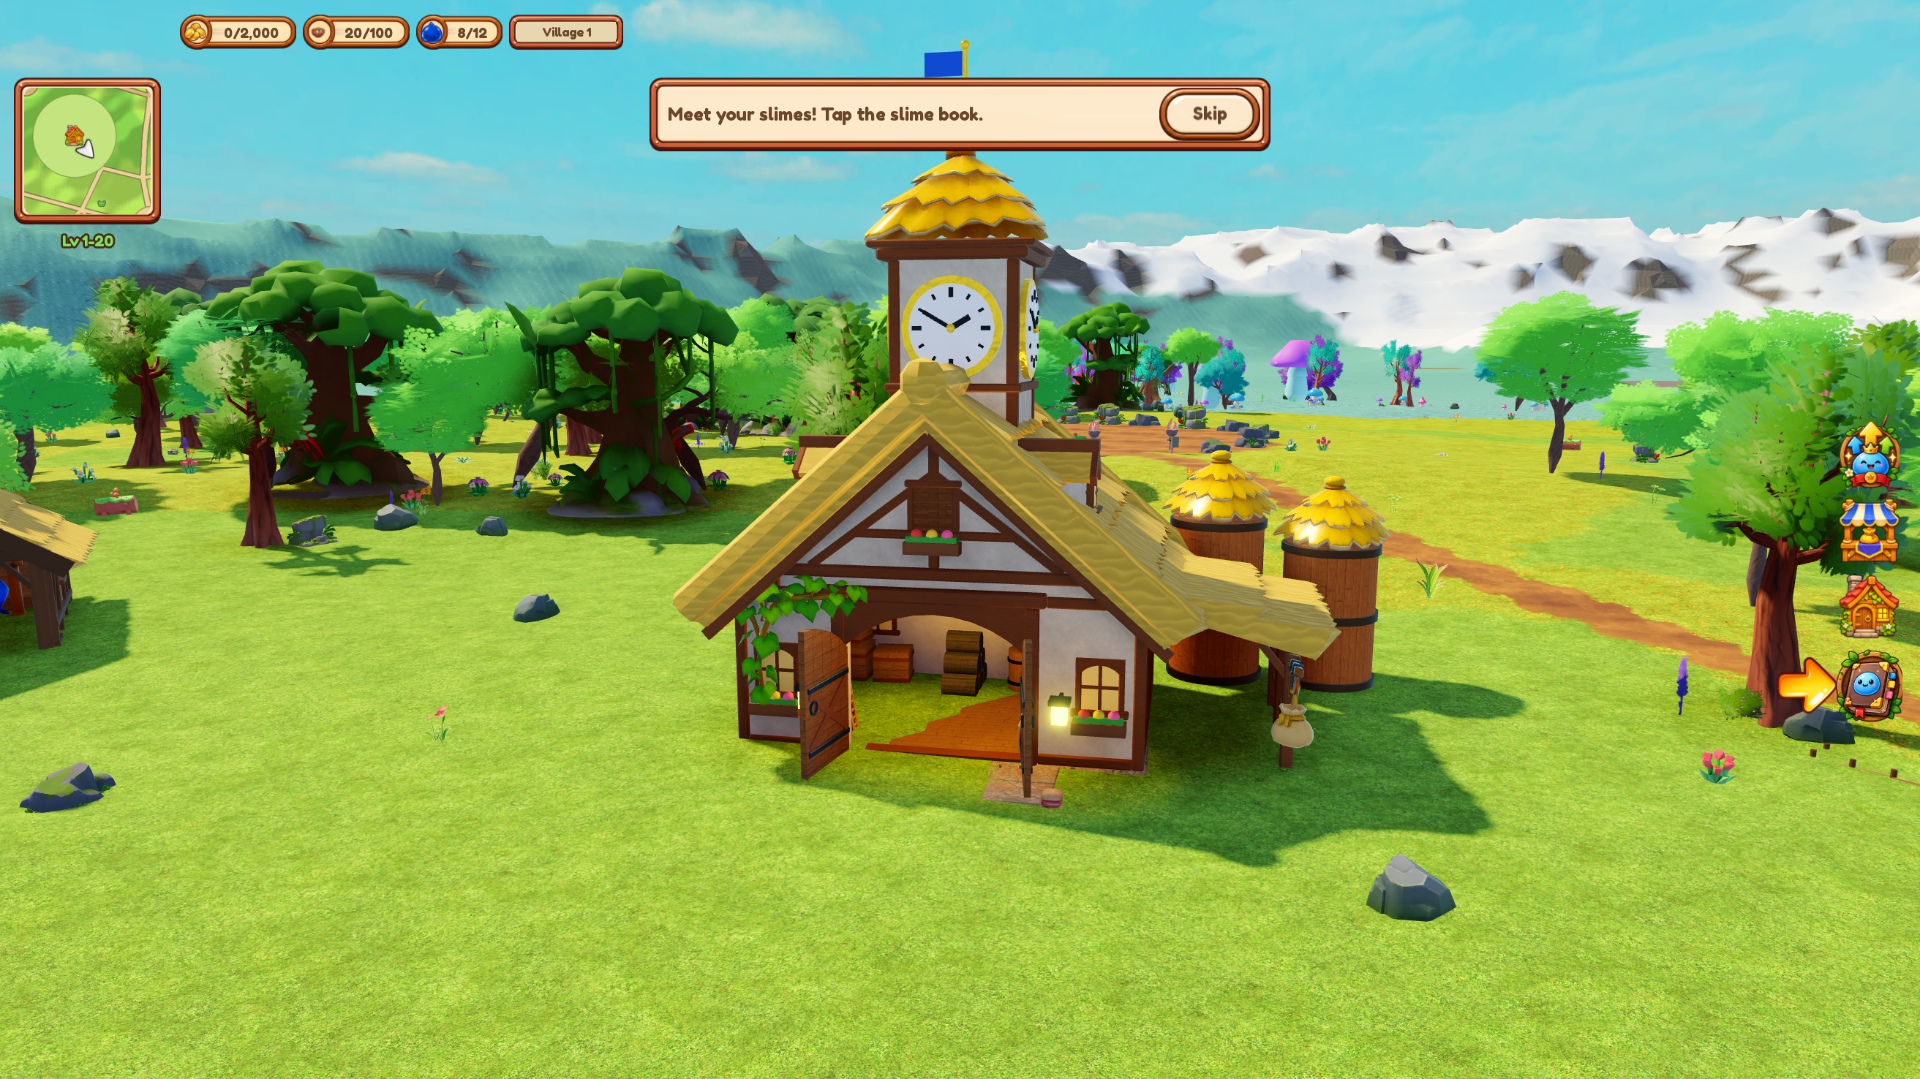 0/2,000
20/100
8/12
Village 1
Meet your slimes! Tap the slime book.
Skip
Lv 1-20